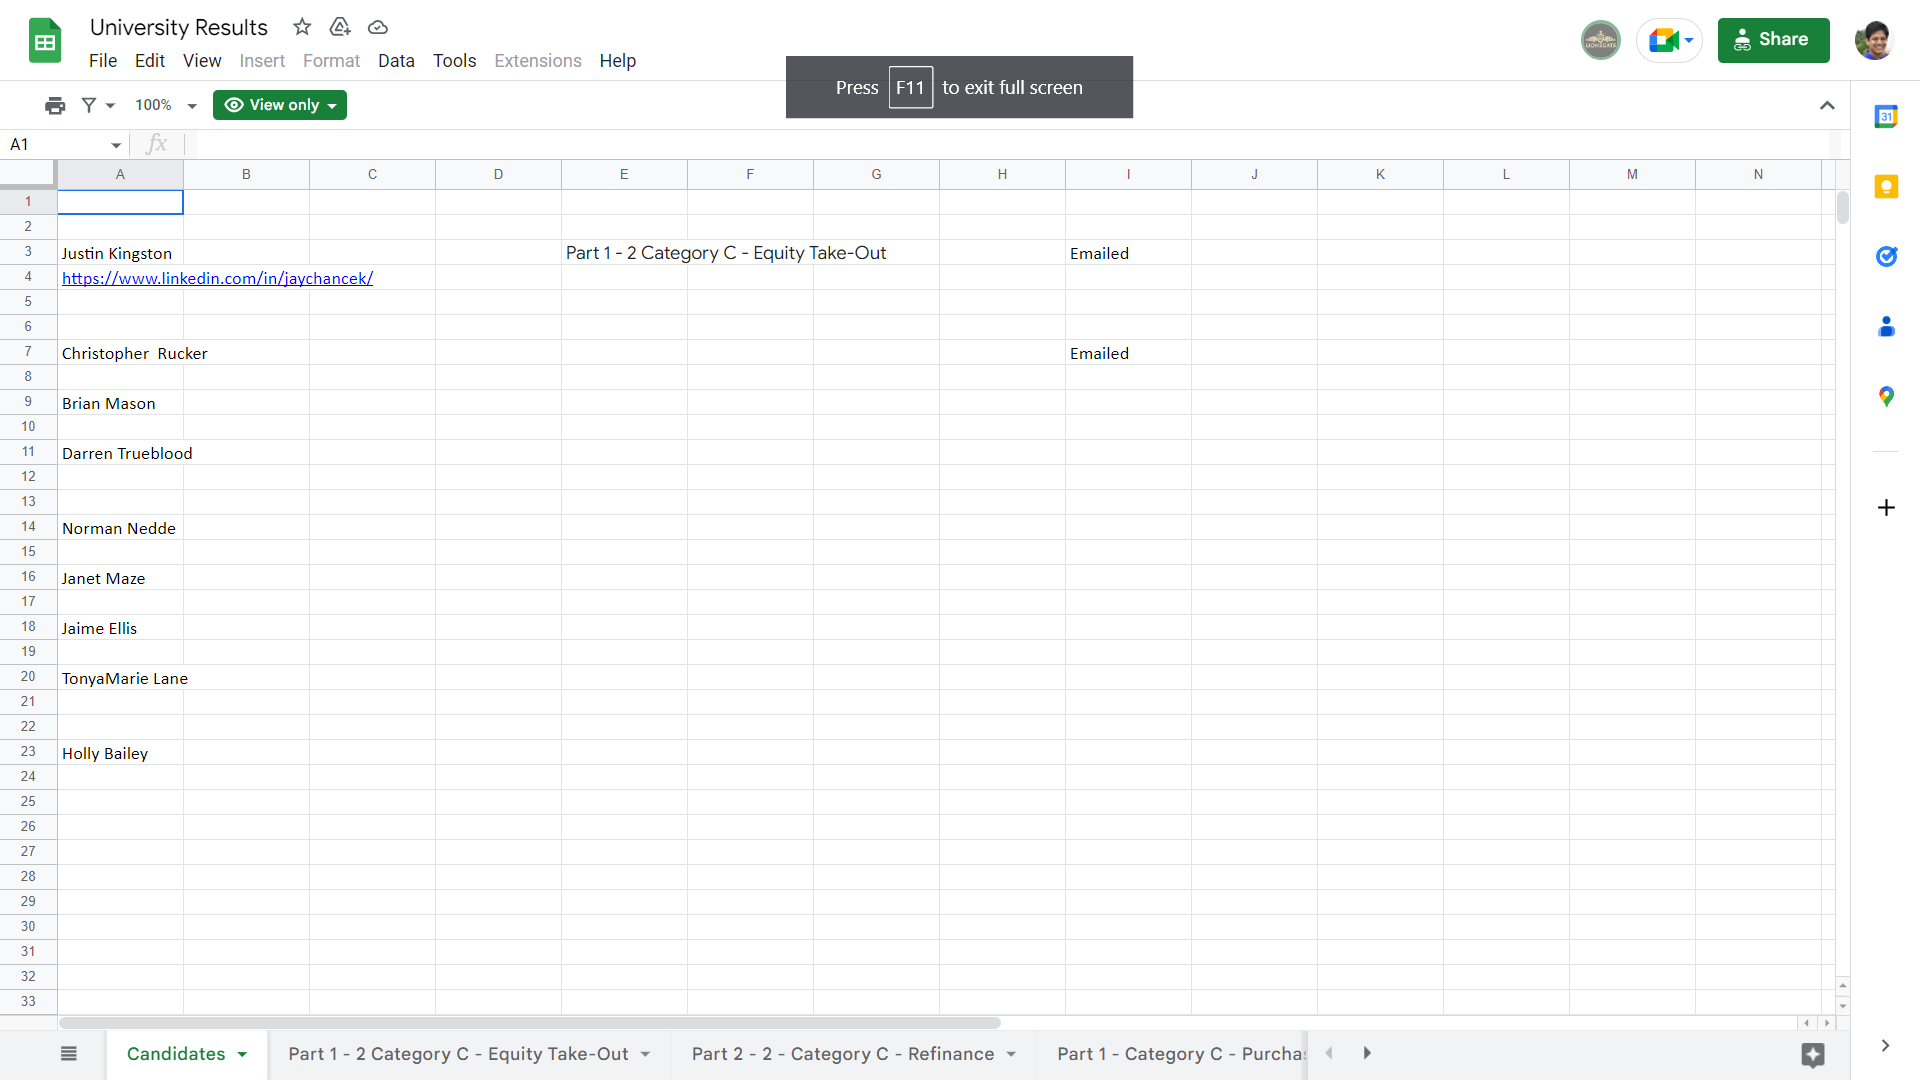 University Results
File Edit View Insert Format Data Tools Extensions Help
Share
Press F11 to exit full screen
100% View only
A1 fx
A B C D E F G H I J K L M N
1
2
3 Justin Kingston Part 1 - 2 Category C - Equity Take-Out Emailed
4 https://www.linkedin.com/in/jaychancek/
5
6
7 Christopher  Rucker Emailed
8
9 Brian Mason
10
11 Darren Trueblood
12
13
14 Norman Nedde
15
16 Janet Maze
17
18 Jaime Ellis
19
20 TonyaMarie Lane
21
22
23 Holly Bailey
24
25
26
27
28
29
30
31
32
33
Candidates Part 1 - 2 Category C - Equity Take-Out Part 2 - 2 - Category C - Refinance Part 1 - Category C - Purcha
31